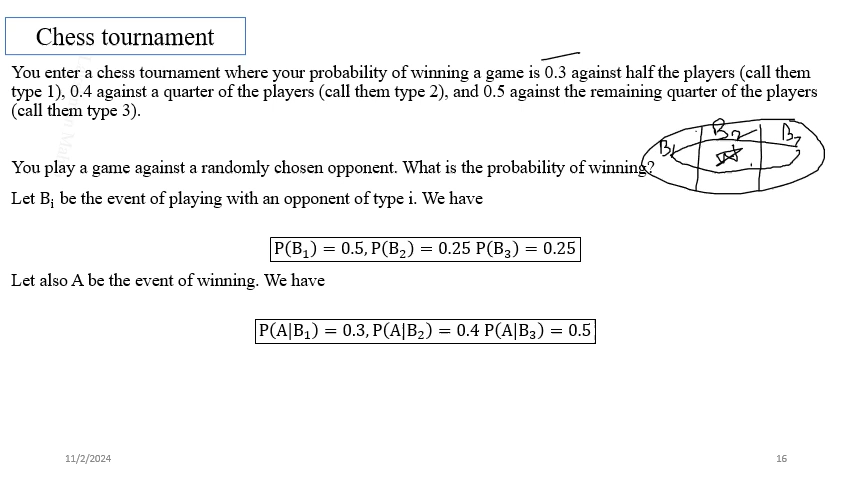 Chess tournament
You enter a chess tournament where your probability of winning a game is 0.3 against half the players (call them
type 1), 0.4 against a quarter of the players (call them type 2), and 0.5 against the remaining quarter of the players
(call them type 3).
B₁ B₂ B₃
You play a game against a randomly chosen opponent. What is the probability of winning?
Let Bᵢ be the event of playing with an opponent of type i. We have
P(B₁) = 0.5, P(B₂) = 0.25 P(B₃) = 0.25
Let also A be the event of winning. We have
P(A|B₁) = 0.3, P(A|B₂) = 0.4 P(A|B₃) = 0.5
11/2/2024
16